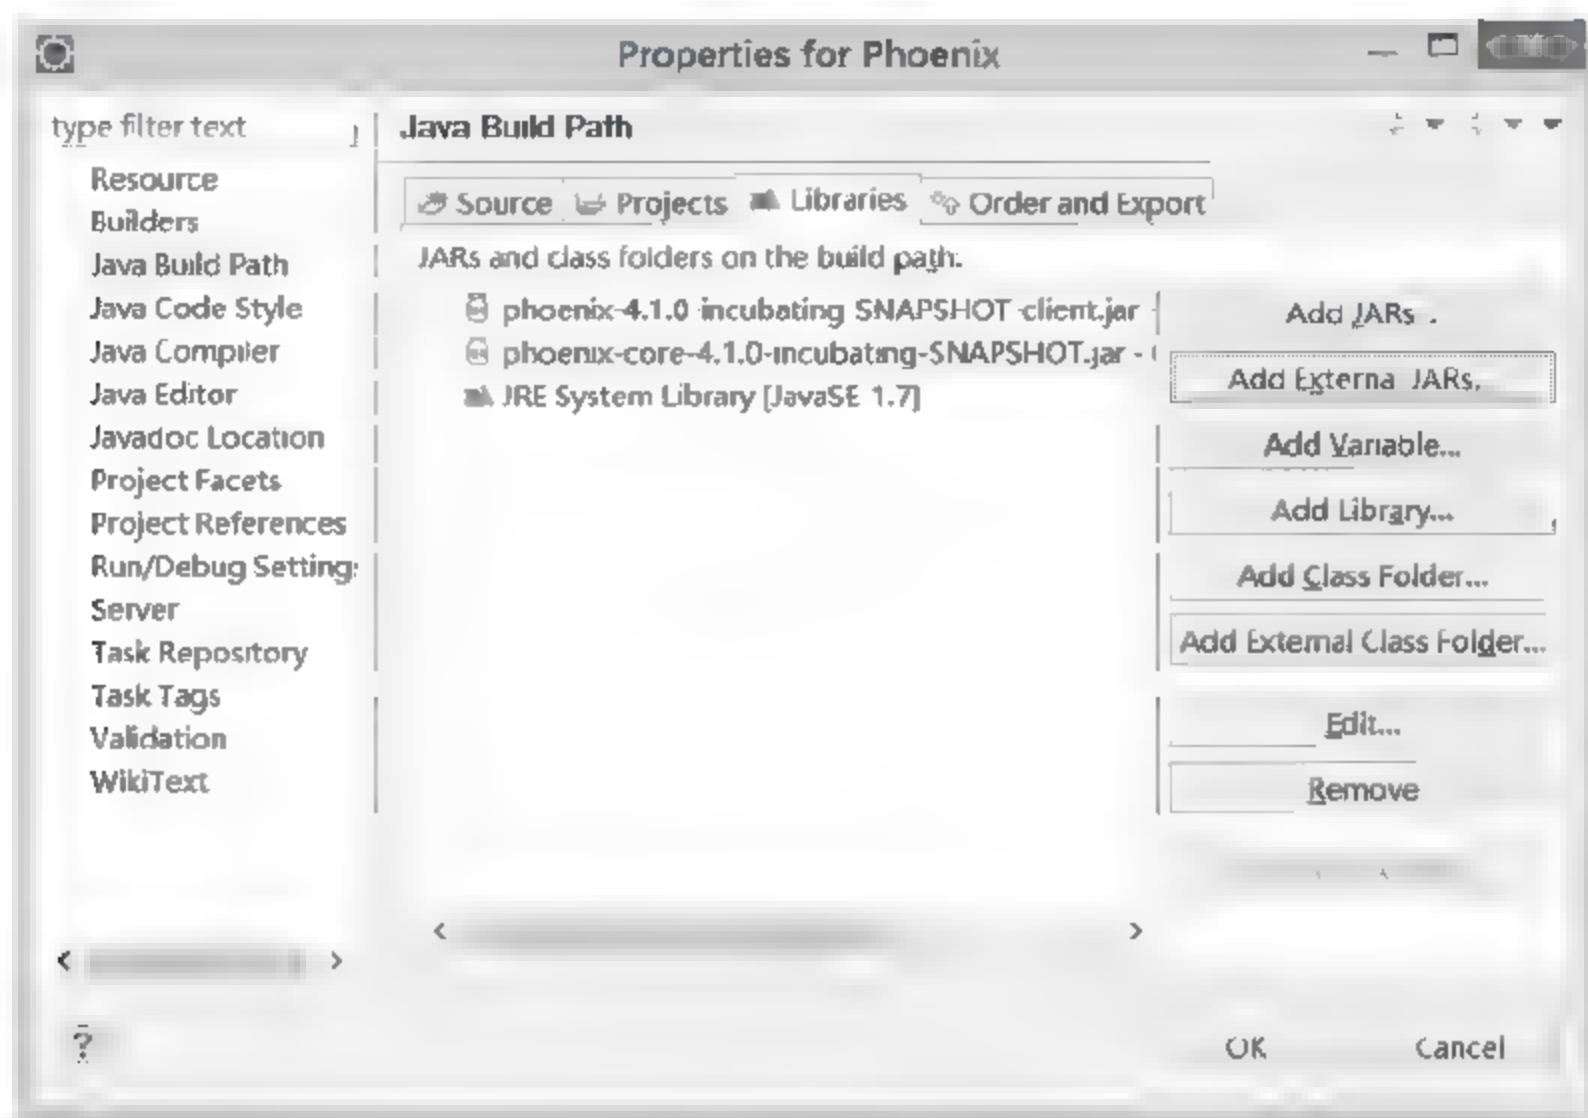 Properties for Phoenix
type filter text
Resource
Builders
Java Build Path
Java Code Style
Java Compiler
Java Editor
Javadoc Location
Project Facets
Project References
Run/Debug Setting
Server
Task Repository
Task Tags
Validation
WikiText
Java Build Path
Source Projects Libraries Order and Export
JARs and class folders on the build path:
phoenix-4.1.0-incubating SNAPSHOT-client.jar -
phoenix-core-4.1.0-incubating-SNAPSHOT.jar -
JRE System Library [JavaSE-1.7]
Add JARs..
Add External JARs.
Add Variable...
Add Library...
Add Class Folder...
Add External Class Folder...
Edit...
Remove
?
OK Cancel